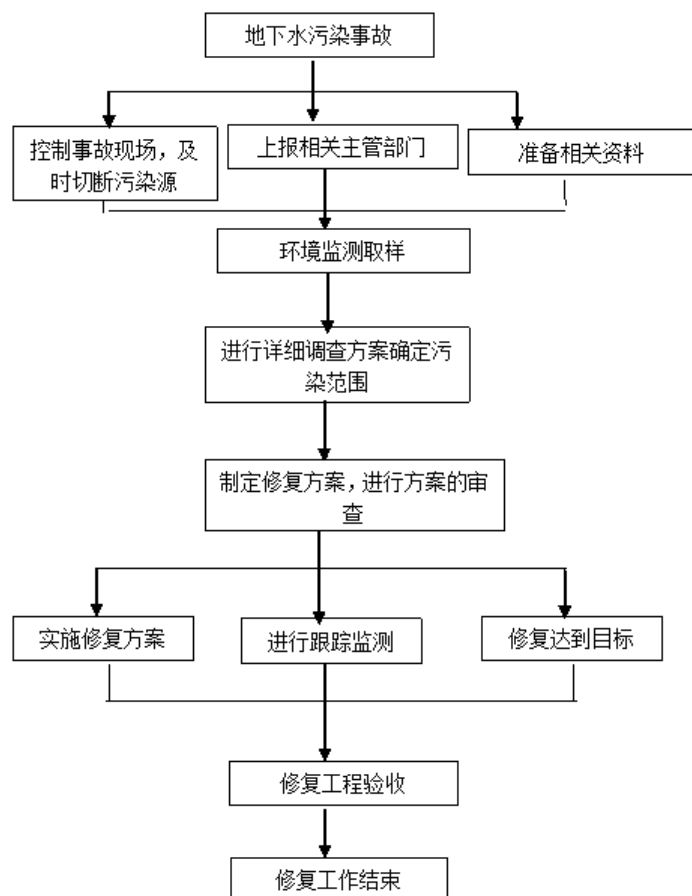 地下水污染事故
控制事故现场，及
时切断污染源
上报相关主管部门
准备相关资料
环境监测取样
进行详细调查方案确定污
染范围
制定修复方案，进行方案的审
查
实施修复方案
进行跟踪监测
修复达到目标
修复工程验收
修复工作结束